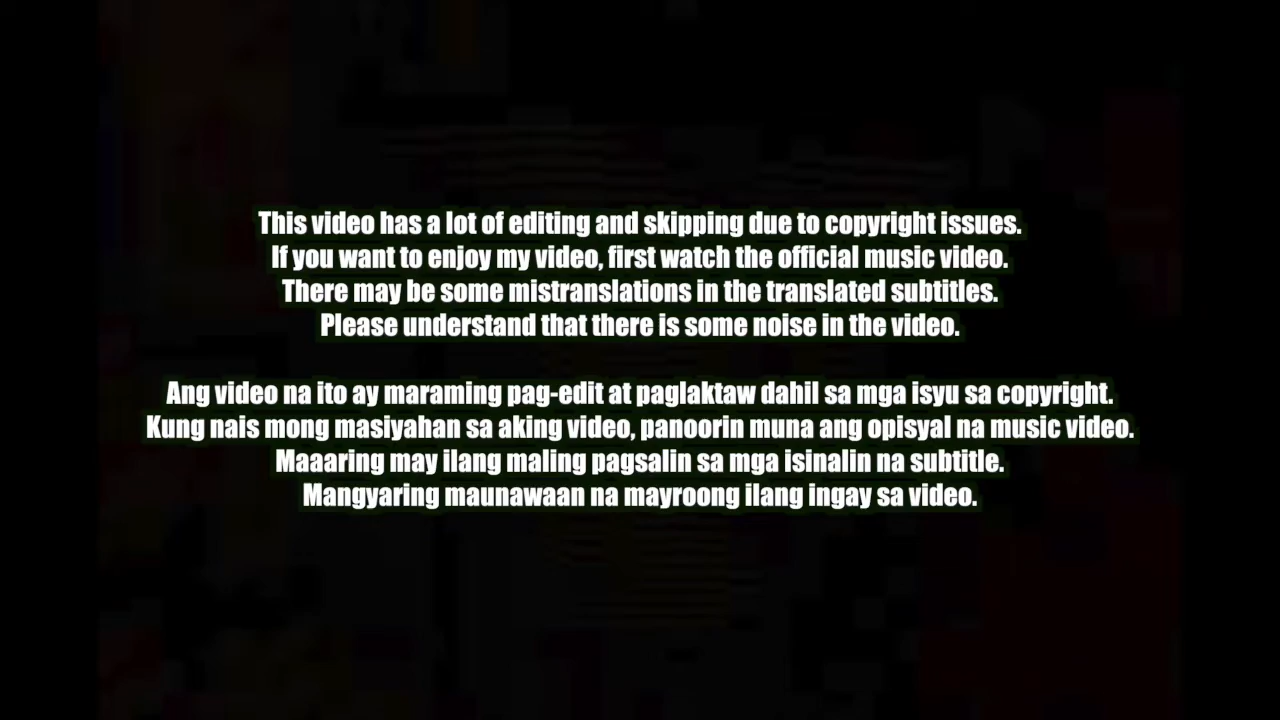 This video has a lot of editing and skipping due to copyright issues.
If you want to enjoy my video, first watch the official music video.
There may be some mistranslations in the translated subtitles.
Please understand that there is some noise in the video.
Ang video na ito ay maraming pag-edit at paglaktaw dahil sa mga isyu sa copyright.
Kung nais mong masiyahan sa aking video, panoorin muna ang opisyal na music video.
Maaaring may ilang maling pagsalin sa mga isinalin na subtitle.
Mangyaring maunawaan na mayroong ilang ingay sa video.